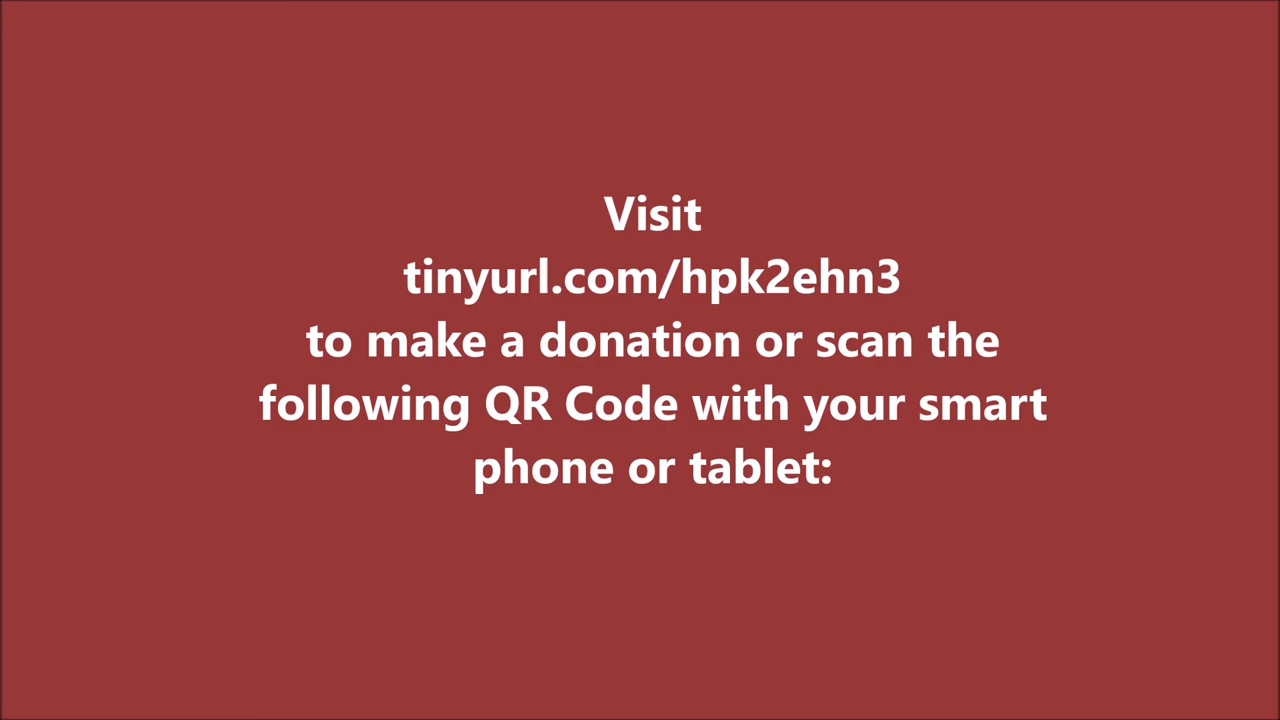 Visit
tinyurl.com/hpk2ehn3
to make a donation or scan the
following QR Code with your smart
phone or tablet: